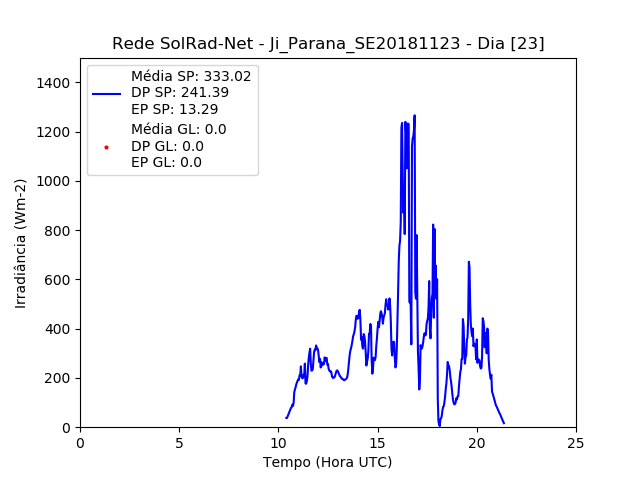 Rede SolRad-Net - Ji_Parana_SE20181123 - Dia [23]
Média SP: 333.02
DP SP: 241.39
EP SP: 13.29
Média GL: 0.0
DP GL: 0.0
EP GL: 0.0
1400
1200
1000
800
600
400
200
0
Irradiância (Wm-2)
0 5 10 15 20 25
Tempo (Hora UTC)